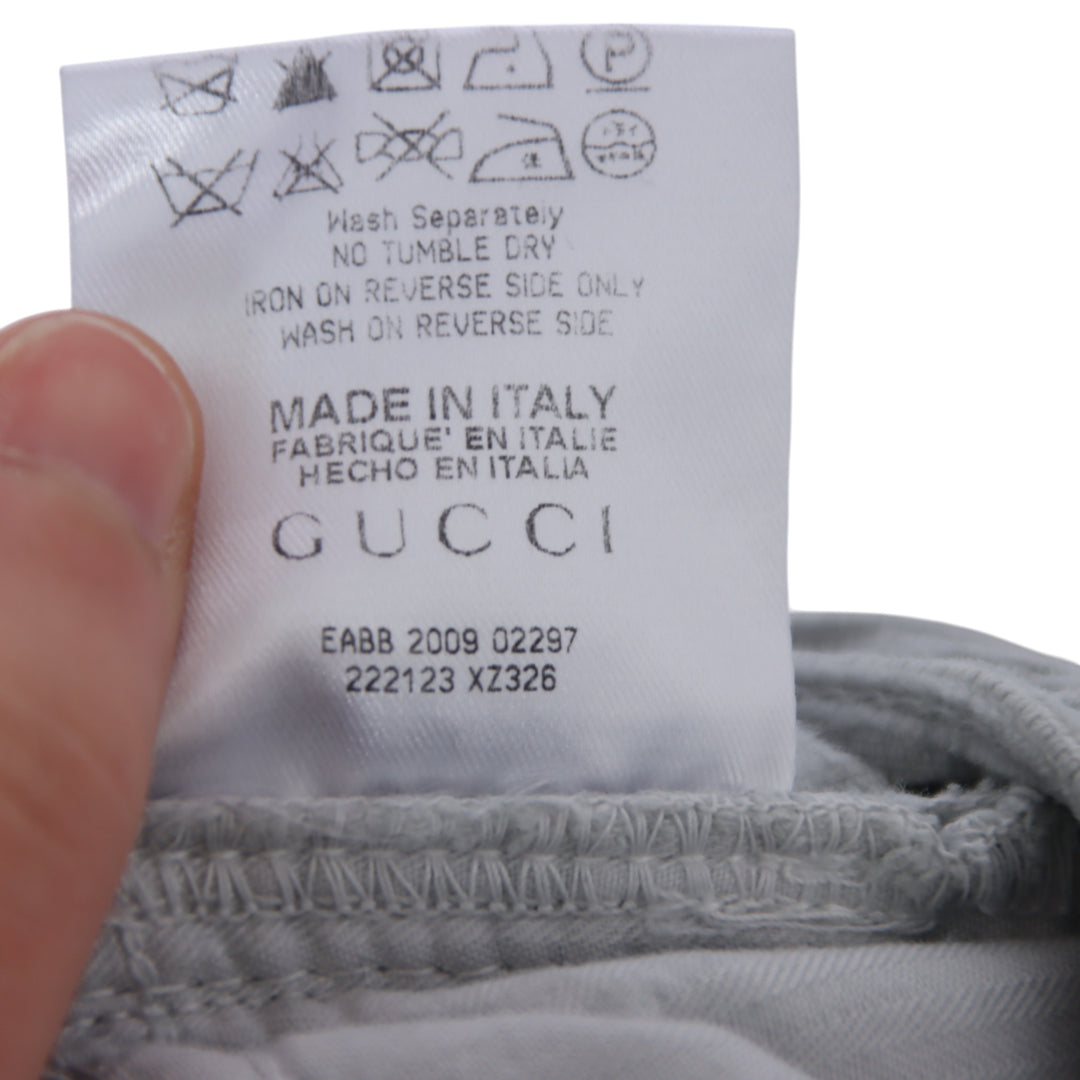 P
Wash Separately
NO TUMBLE DRY
IRON ON REVERSE SIDE ONLY
WASH ON REVERSE SIDE
MADE IN ITALY
FABRIQUE' EN ITALIE
HECHO EN ITALIA
GUCCI
EABB 2009 02297
222123 XZ326